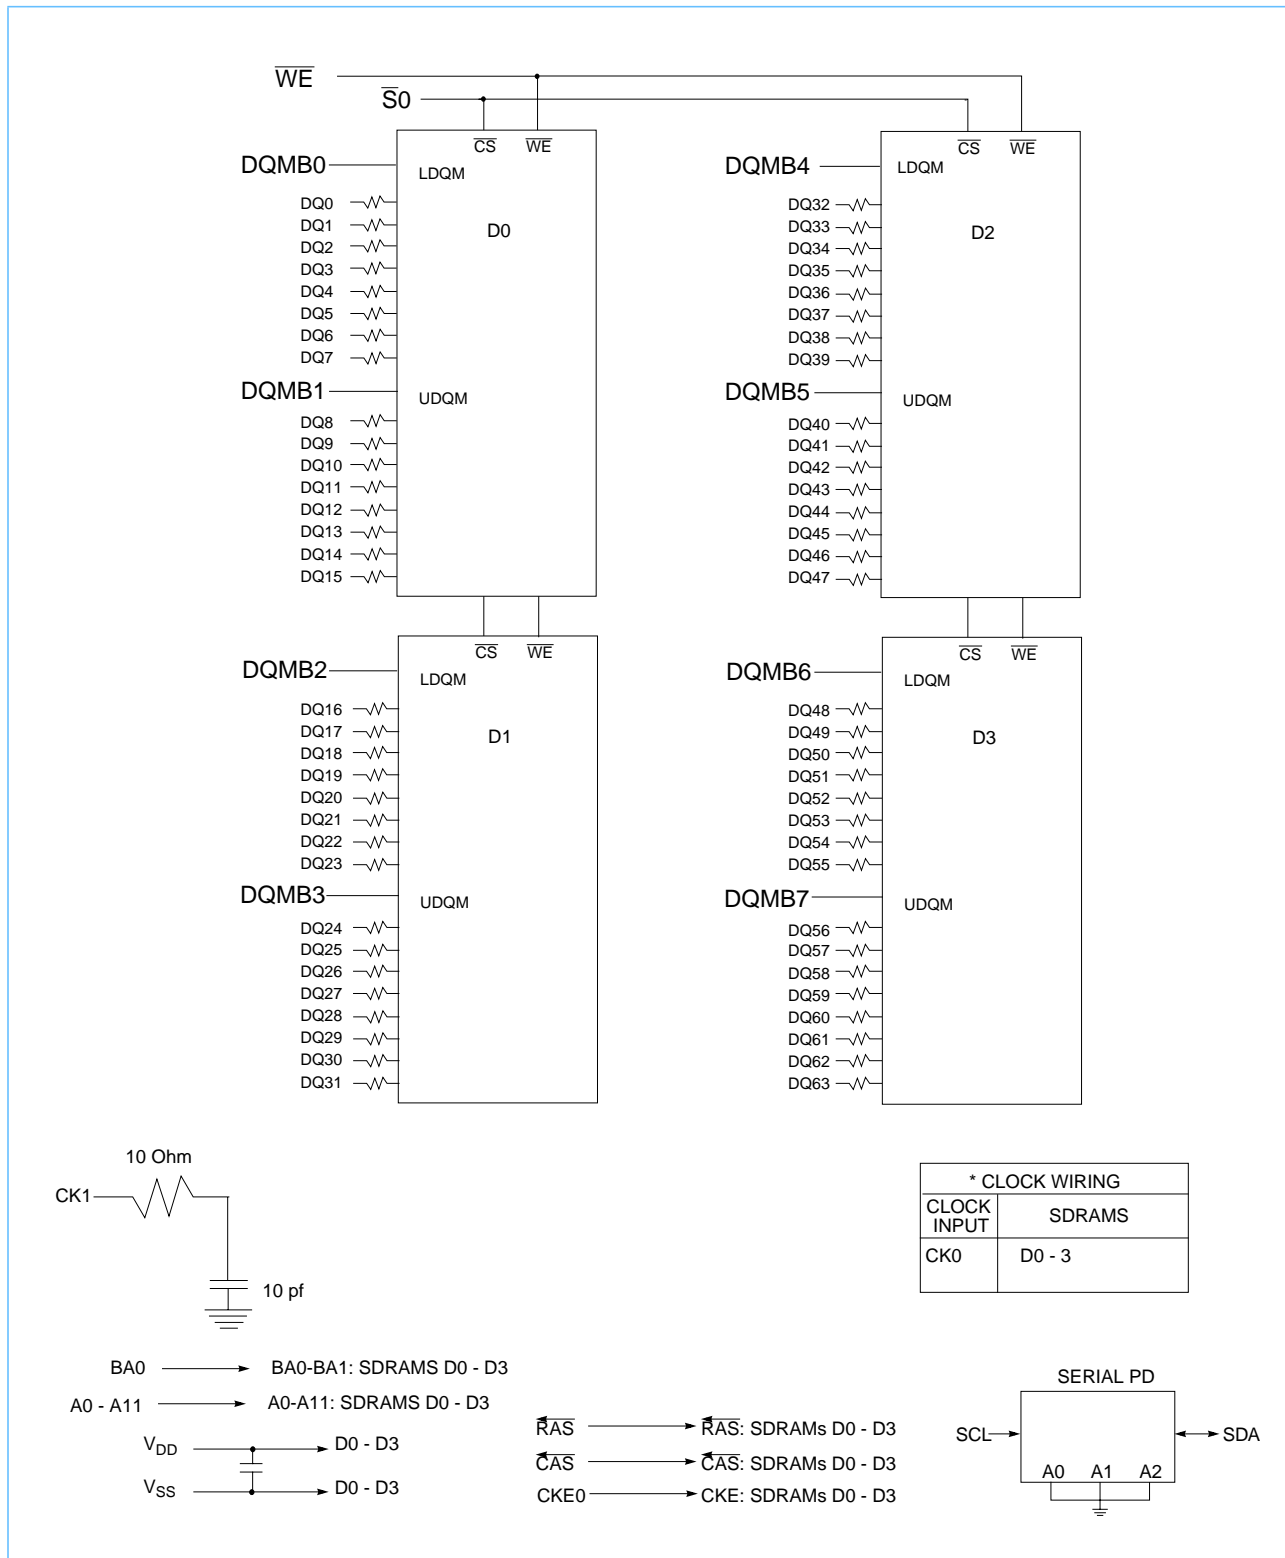 WE
S0
CS WE
DQMB0
LDQM
DQ0
DQ1
D0
DQ2
DQ3
DQ4
DQ5
DQ6
DQ7
DQMB1
UDQM
DQ8
DQ9
DQ10
DQ11
DQ12
DQ13
DQ14
DQ15
CS WE
DQMB4
LDQM
DQ32
DQ33
D2
DQ34
DQ35
DQ36
DQ37
DQ38
DQ39
DQMB5
UDQM
DQ40
DQ41
DQ42
DQ43
DQ44
DQ45
DQ46
DQ47
CS WE
DQMB2
LDQM
DQ16
DQ17
D1
DQ18
DQ19
DQ20
DQ21
DQ22
DQ23
DQMB3
UDQM
DQ24
DQ25
DQ26
DQ27
DQ28
DQ29
DQ30
DQ31
CS WE
DQMB6
LDQM
DQ48
DQ49
D3
DQ50
DQ51
DQ52
DQ53
DQ54
DQ55
DQMB7
UDQM
DQ56
DQ57
DQ58
DQ59
DQ60
DQ61
DQ62
DQ63
10 Ohm
CK1
10 pf
* CLOCK WIRING
CLOCK INPUT SDRAMS
CK0 D0 - 3
BA0 BA0-BA1: SDRAMS D0 - D3
A0 - A11 A0-A11: SDRAMS D0 - D3
VDD D0 - D3
VSS D0 - D3
RAS RAS: SDRAMs D0 - D3
CAS CAS: SDRAMs D0 - D3
CKE0 CKE: SDRAMs D0 - D3
SERIAL PD
SCL SDA
A0 A1 A2